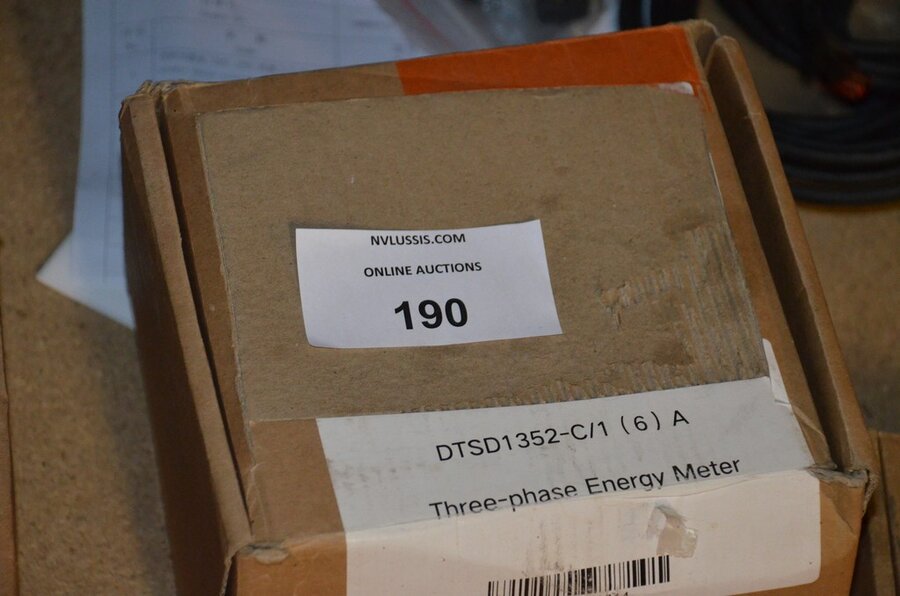 NVLUSSIS.COM
ONLINE AUCTIONS
190
DTSD1352-C/1 (6) A
Three-phase Energy Meter